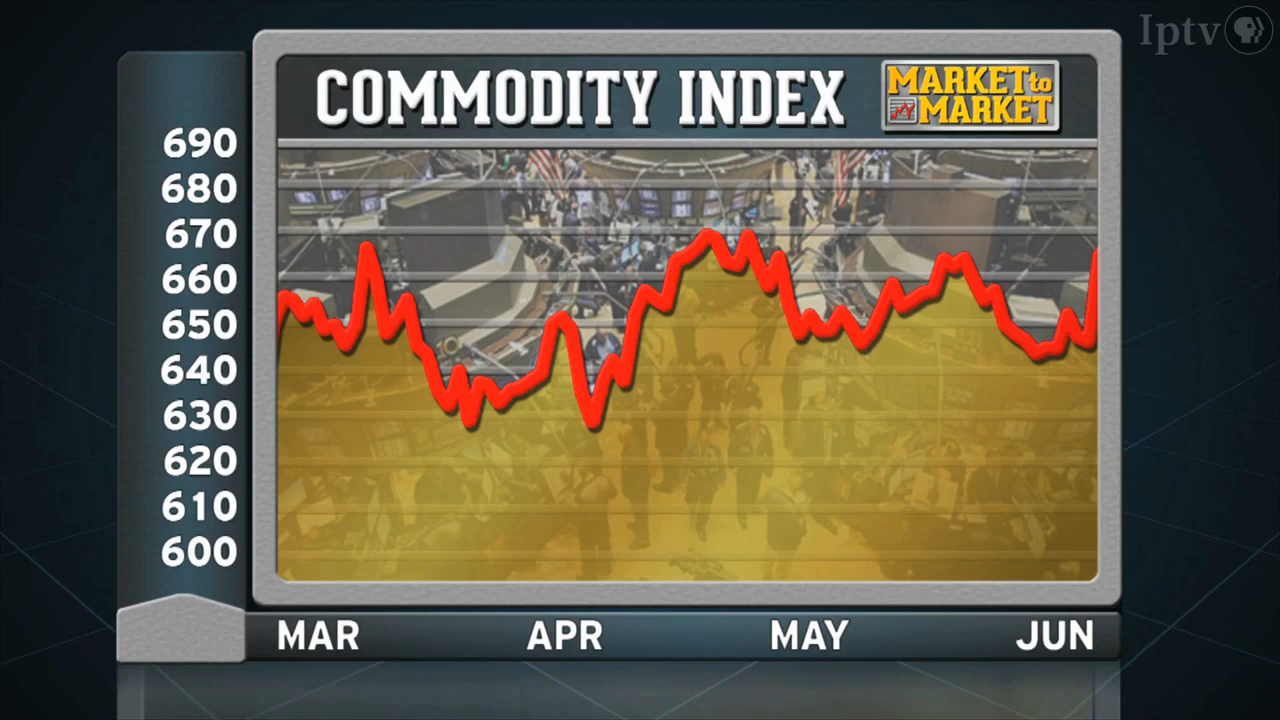 Iptv
COMMODITY INDEX
MARKET to
MARKET
690
680
670
660
650
640
630
620
610
600
MAR APR MAY JUN